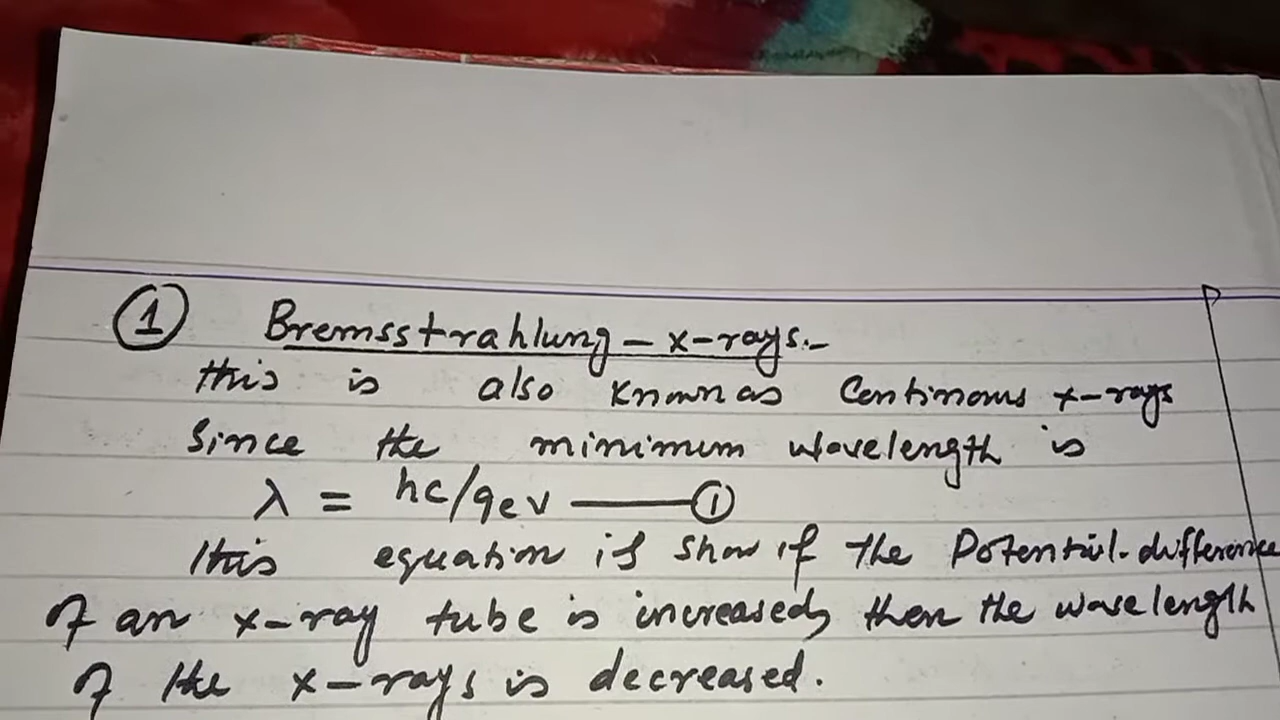 ① Bremsstrahlung - x-rays.-
this is also known as Continous x-rays
Since the minimum wavelength is
λ = hc/qev ——— ①
this equation is show if the Potential-difference
of an x-ray tube is increased, then the wavelength
of the x-rays is decreased.